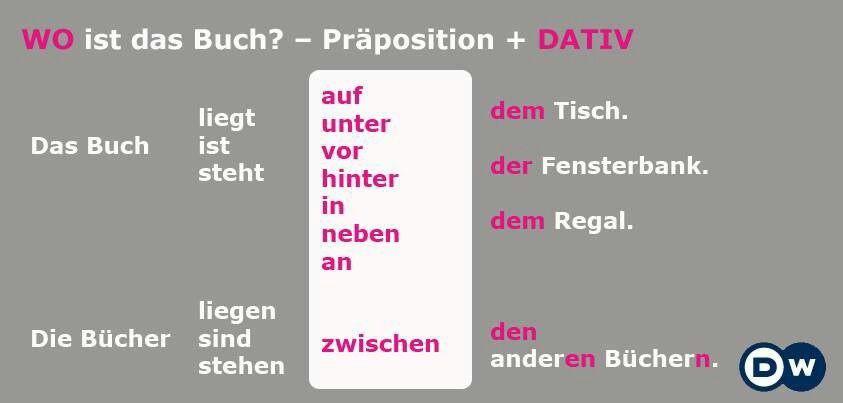 WO ist das Buch? – Präposition + DATIV
Das Buch
liegt
ist
steht
auf
unter
vor
hinter
in
neben
an
dem Tisch.
der Fensterbank.
dem Regal.
Die Bücher
liegen
sind
stehen
zwischen
den
anderen Büchern.
DW